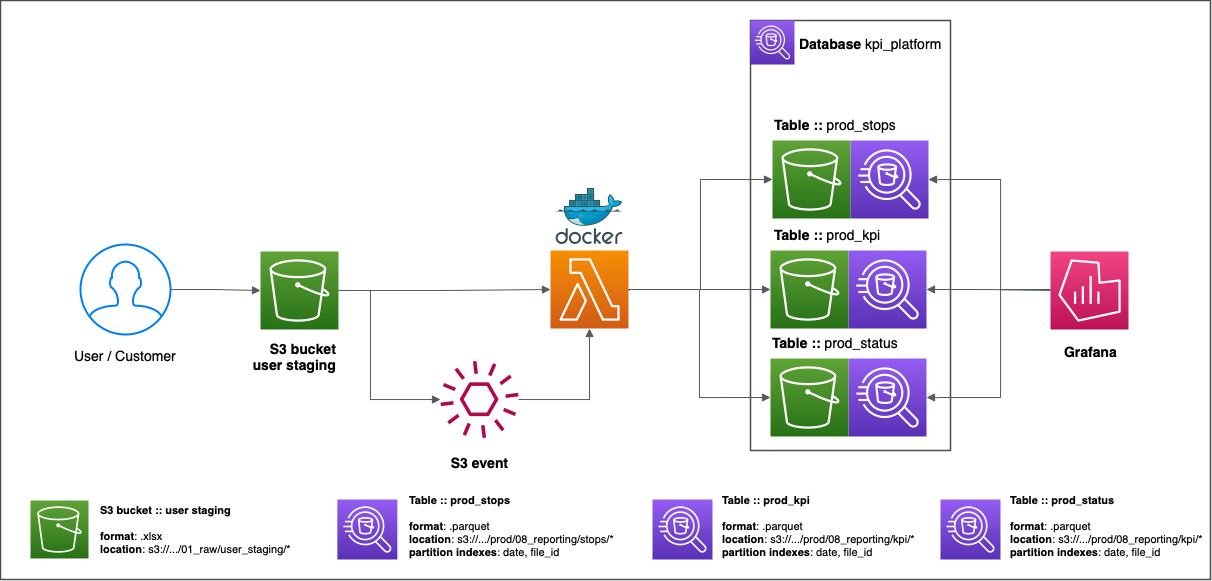 Database kpi_platform
Table :: prod_stops
docker
Table :: prod_kpi
Table :: prod_status
User / Customer
S3 bucket
user staging
Grafana
S3 event
S3 bucket :: user staging
format: .xlsx
location: s3://.../01_raw/user_staging/*
Table :: prod_stops
format: .parquet
location: s3://.../prod/08_reporting/stops/*
partition indexes: date, file_id
Table :: prod_kpi
format: .parquet
location: s3://.../prod/08_reporting/kpi/*
partition indexes: date, file_id
Table :: prod_status
format: .parquet
location: s3://.../prod/08_reporting/kpi/*
partition indexes: date, file_id